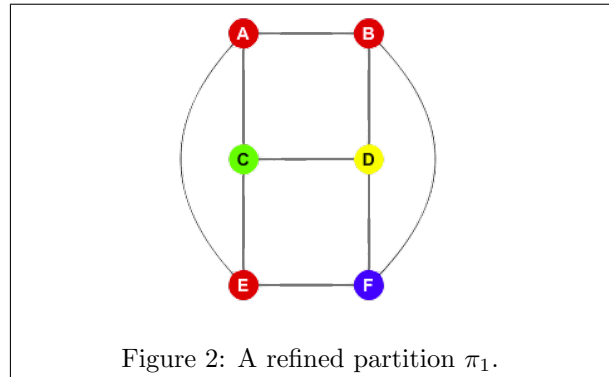 A B
C D
E F
Figure 2: A refined partition π₁.